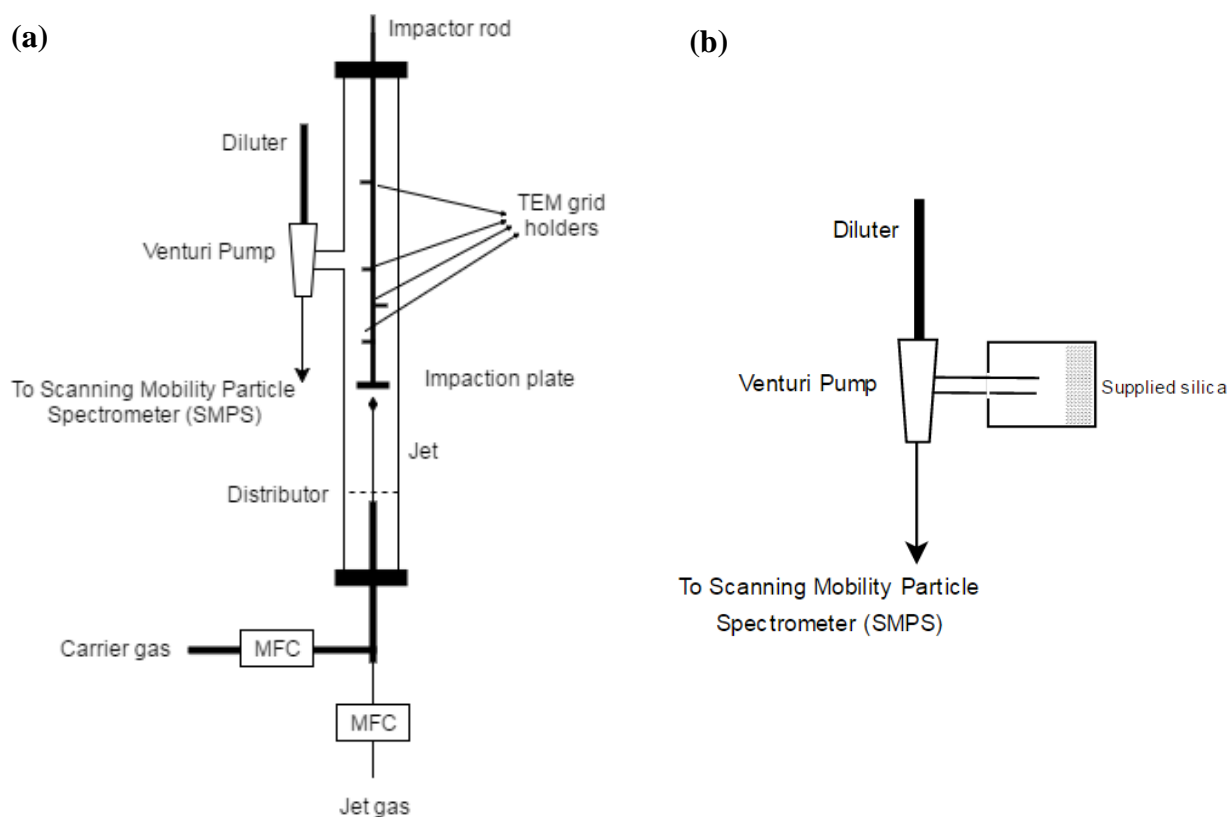 (a)
Impactor rod
Diluter
TEM grid
holders
Venturi Pump
To Scanning Mobility Particle
Spectrometer (SMPS)
Impaction plate
Jet
Distributor
Carrier gas
MFC
MFC
Jet gas
(b)
Diluter
Venturi Pump
Supplied silica
To Scanning Mobility Particle
Spectrometer (SMPS)